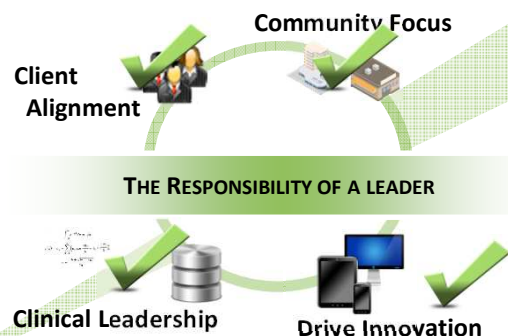 Community Focus
Client
Alignment
THE RESPONSIBILITY OF A LEADER
Clinical Leadership
Drive Innovation